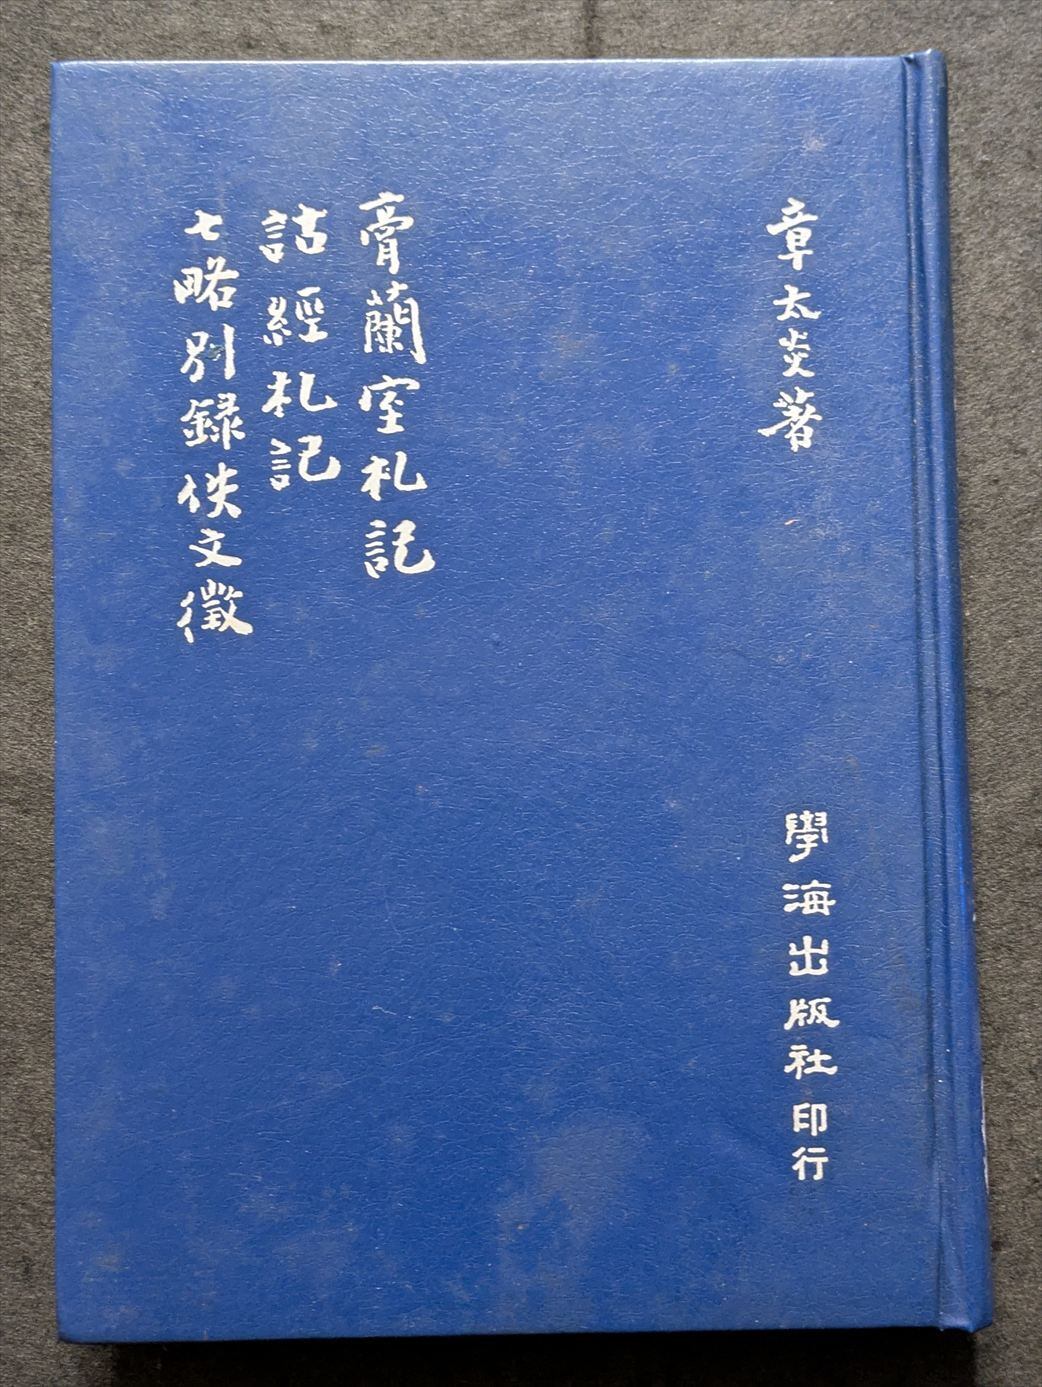 章太炎著
學海出版社印行
膏蘭室札記
詁經札記
七略別録佚文徵